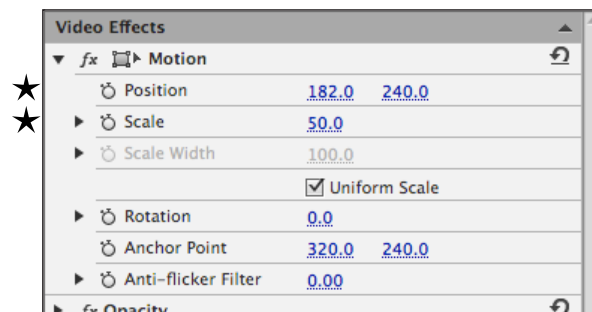 Video Effects
fx Motion
Position 182.0 240.0
Scale 50.0
Scale Width 100.0
Uniform Scale
Rotation 0.0
Anchor Point 320.0 240.0
Anti-flicker Filter 0.00
fx Opacity